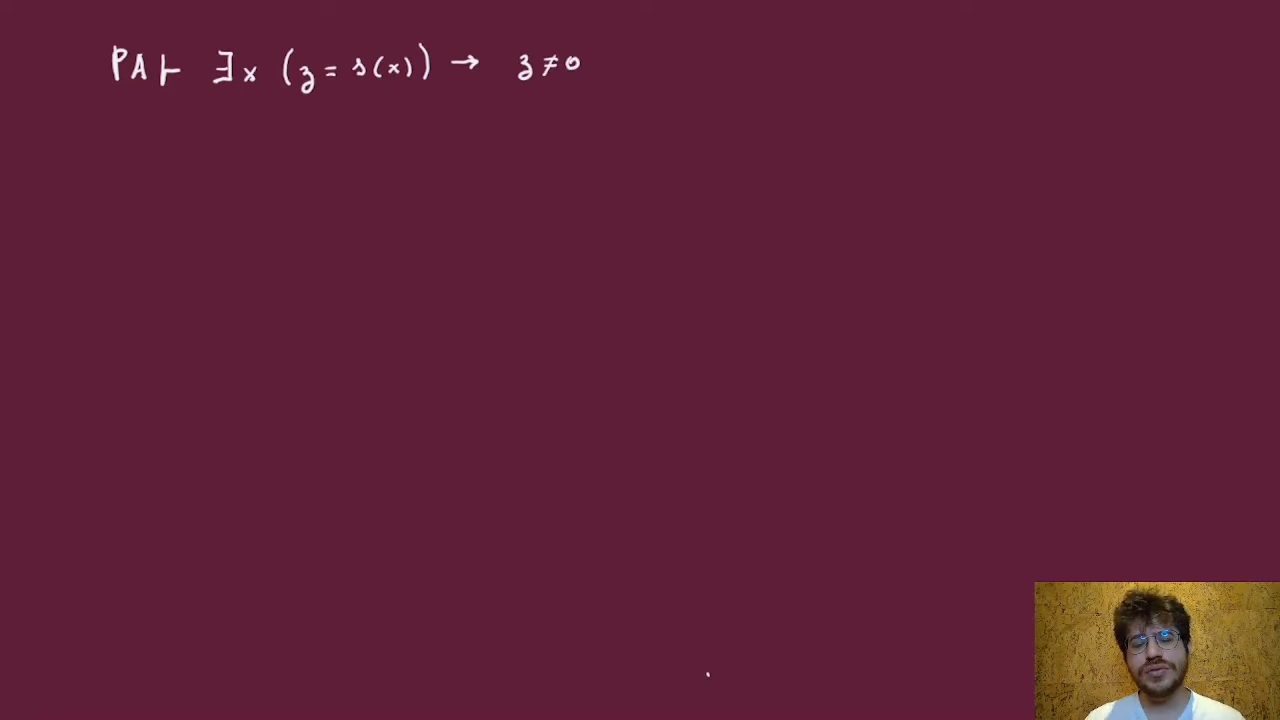 PA ⊢ ∃x (z = s(x)) → z ≠ 0